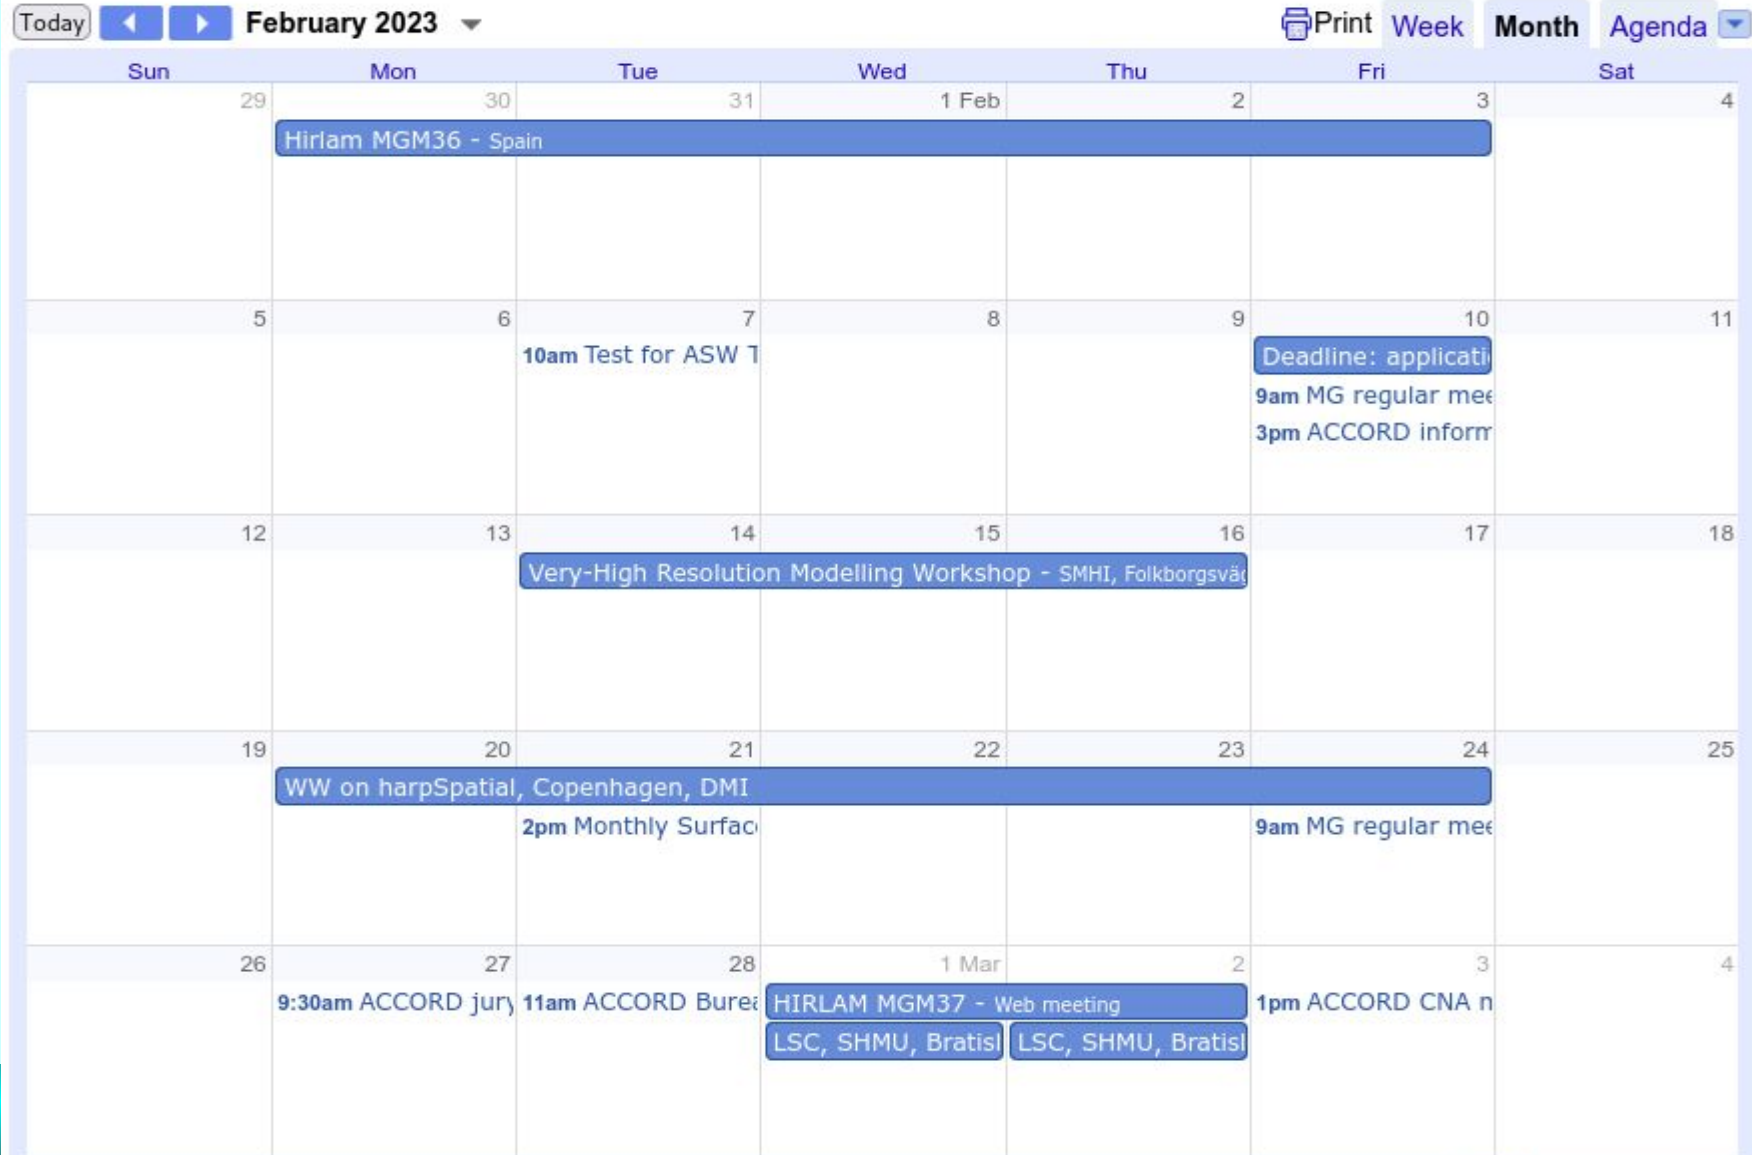 Today February 2023 Print Week Month Agenda
Sun Mon Tue Wed Thu Fri Sat
29 30 31 1 Feb 2 3 4
Hirlam MGM36 - Spain
5 6 7 8 9 10 11
10am Test for ASW T Deadline: applicati
9am MG regular mee
3pm ACCORD inform
12 13 14 15 16 17 18
Very-High Resolution Modelling Workshop - SMHI, Folkborgsväg
19 20 21 22 23 24 25
WW on harpSpatial, Copenhagen, DMI
2pm Monthly Surfac 9am MG regular mee
26 27 28 1 Mar 2 3 4
9:30am ACCORD jury 11am ACCORD Burea HIRLAM MGM37 - Web meeting 1pm ACCORD CNA
LSC, SHMU, Bratisl LSC, SHMU, Bratisl